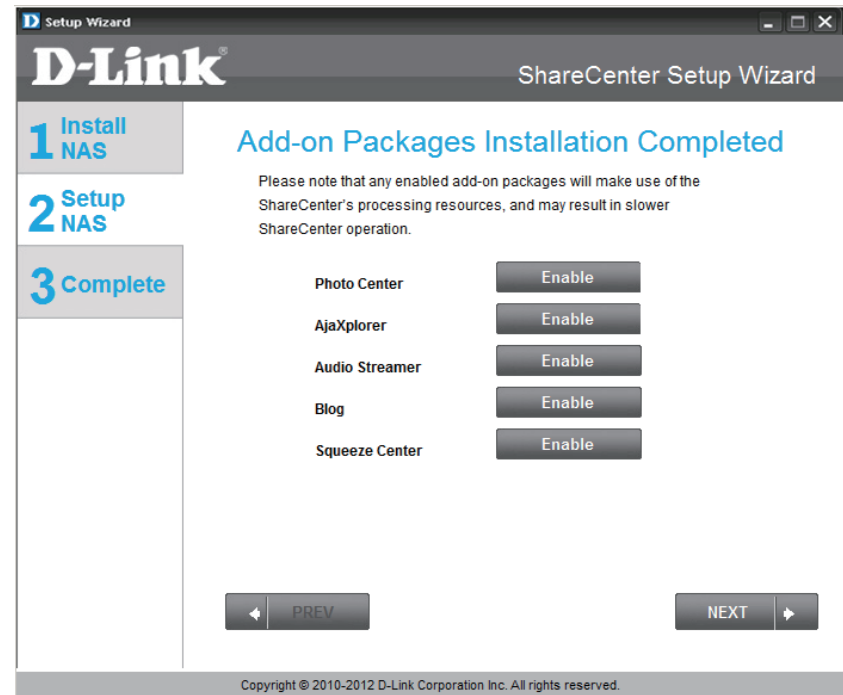 D Setup Wizard
D-Link®
ShareCenter Setup Wizard
1 Install
NAS
2 Setup
NAS
3 Complete
Add-on Packages Installation Completed
Please note that any enabled add-on packages will make use of the
ShareCenter's processing resources, and may result in slower
ShareCenter operation.
Photo Center Enable
AjaXplorer Enable
Audio Streamer Enable
Blog Enable
Squeeze Center Enable
PREV
NEXT
Copyright © 2010-2012 D-Link Corporation Inc. All rights reserved.